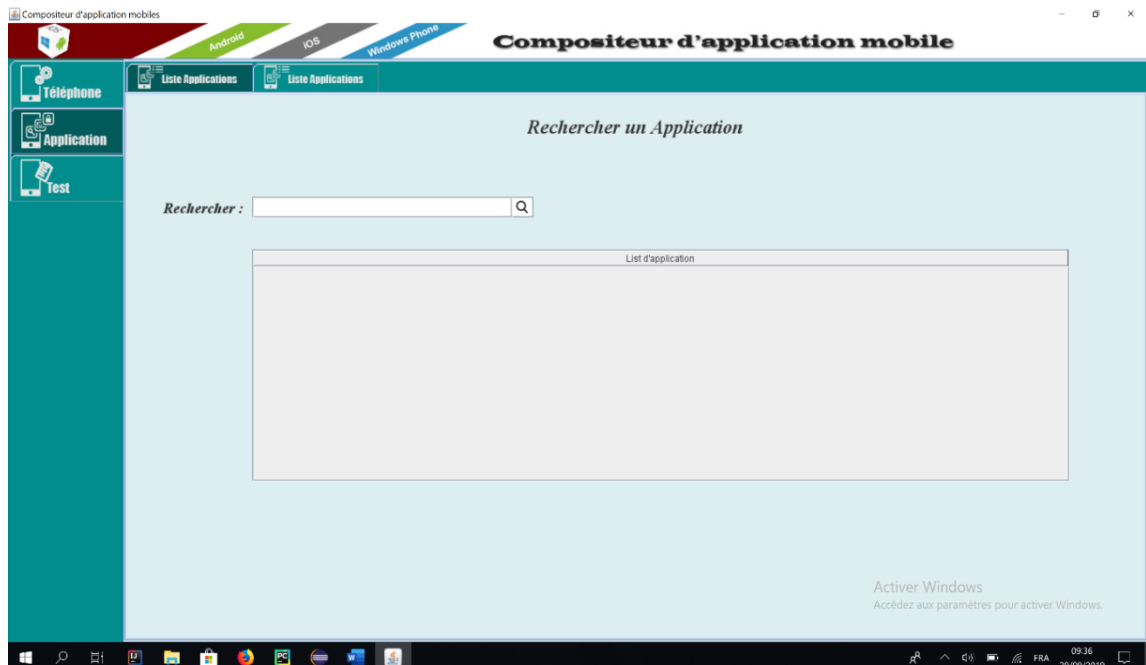 Compositeur d'application mobiles
Android
iOS
Windows Phone
Compositeur d'application mobile
Téléphone
Application
Test
Liste Applications
Liste Applications
Rechercher un Application
Rechercher :
List d'application
Activer Windows
Accédez aux paramètres pour activer Windows.
FRA
09:36